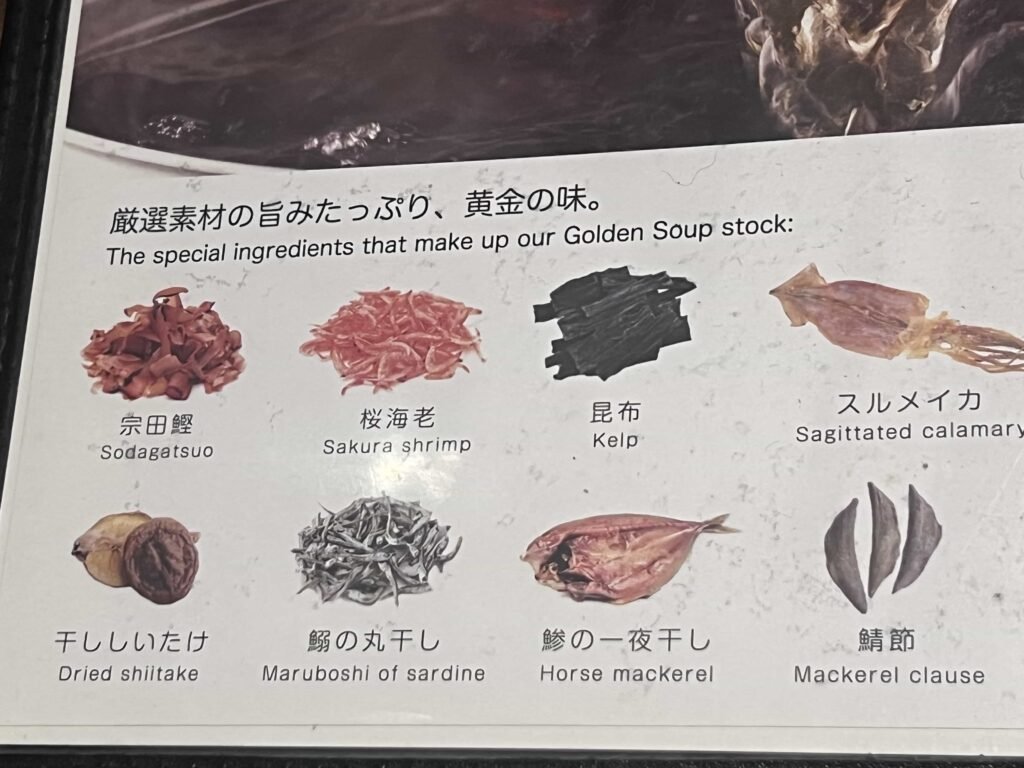 厳選素材の旨みたっぷり、黄金の味。
The special ingredients that make up our Golden Soup stock:
宗田鰹
Sodagatsuo
桜海老
Sakura shrimp
昆布
Kelp
スルメイカ
Sagittated calamary
干ししいたけ
Dried shiitake
鰯の丸干し
Maruboshi of sardine
鯵の一夜干し
Horse mackerel
鯖節
Mackerel clause